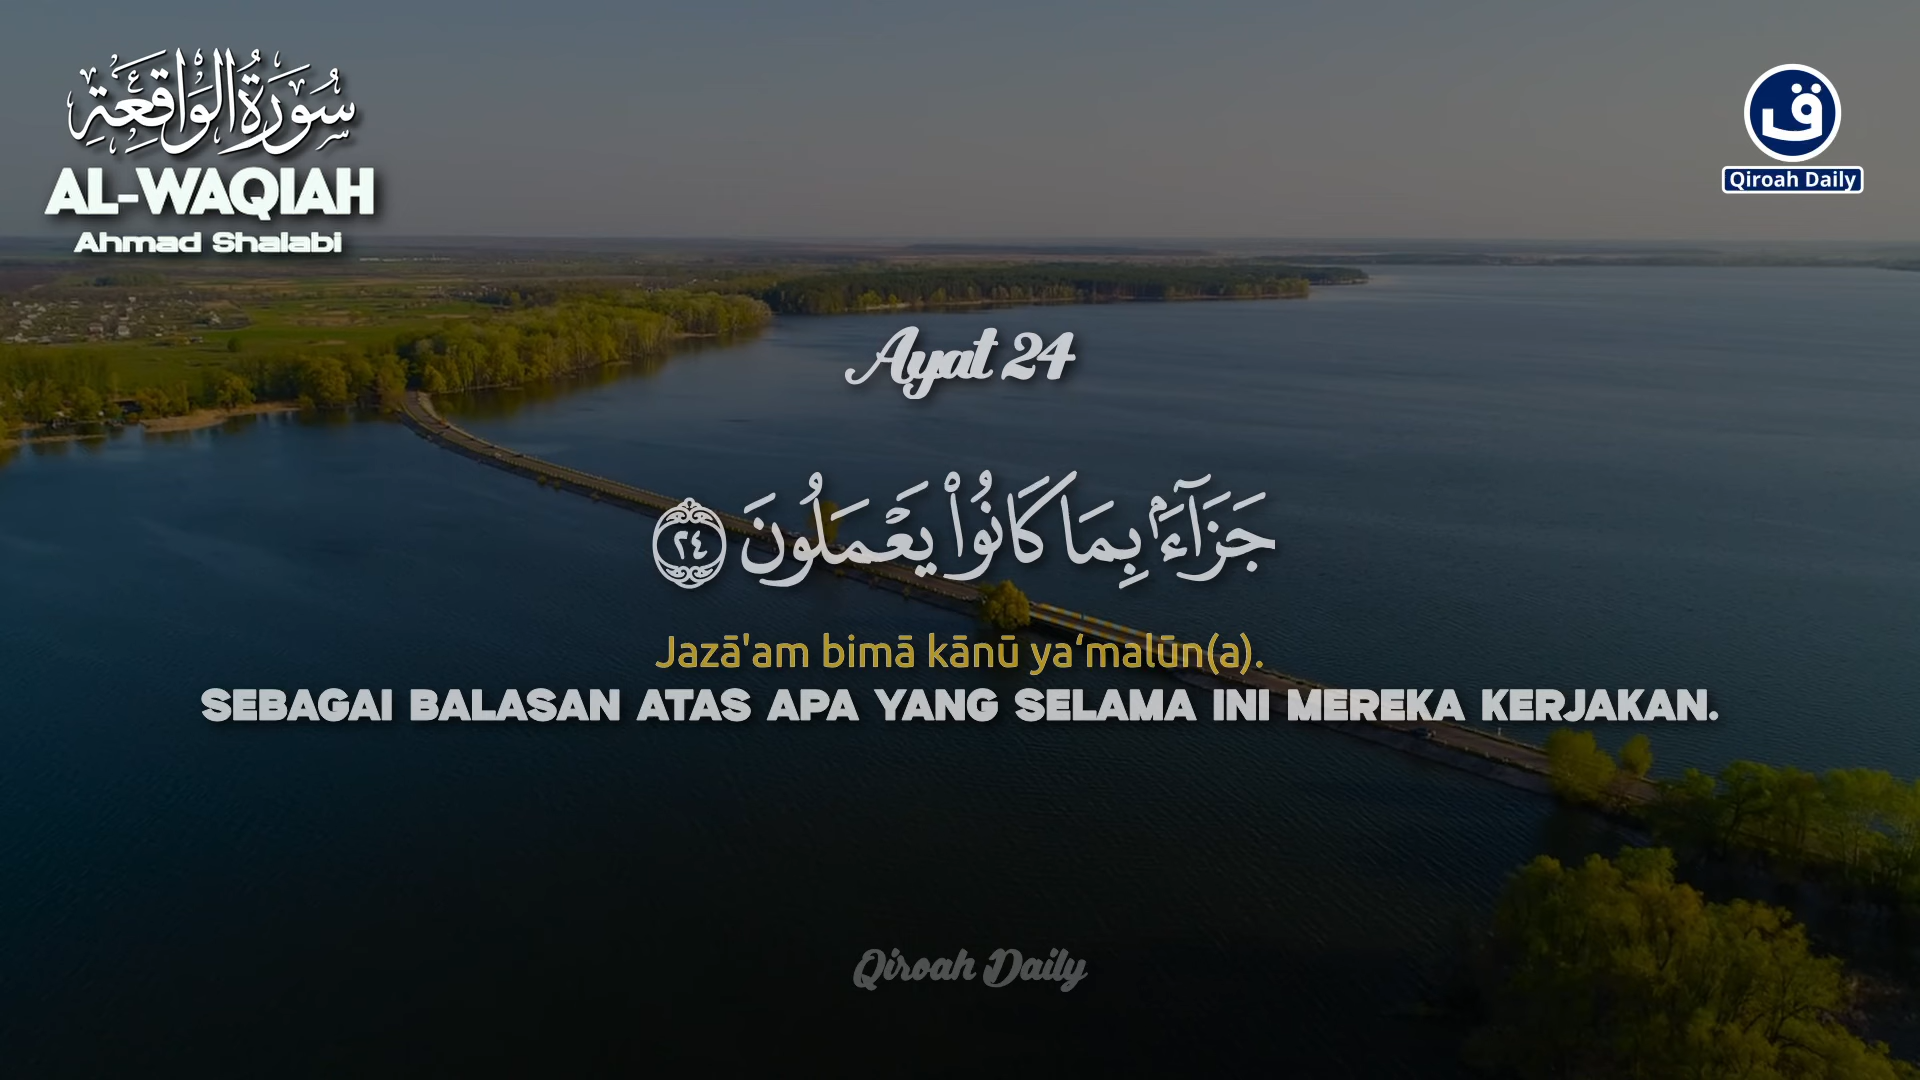 سُورَةُ الْوَاقِعَةِ
AL-WAQIAH
Ahmad Shalabi
ق
Qiroah Daily
Ayat 24
جَزَآءَۢ بِمَا كَانُوا۟ يَعْمَلُونَ ٢٤
Jazā'am bimā kānū ya‘malūn(a).
SEBAGAI BALASAN ATAS APA YANG SELAMA INI MEREKA KERJAKAN.
Qiroah Daily